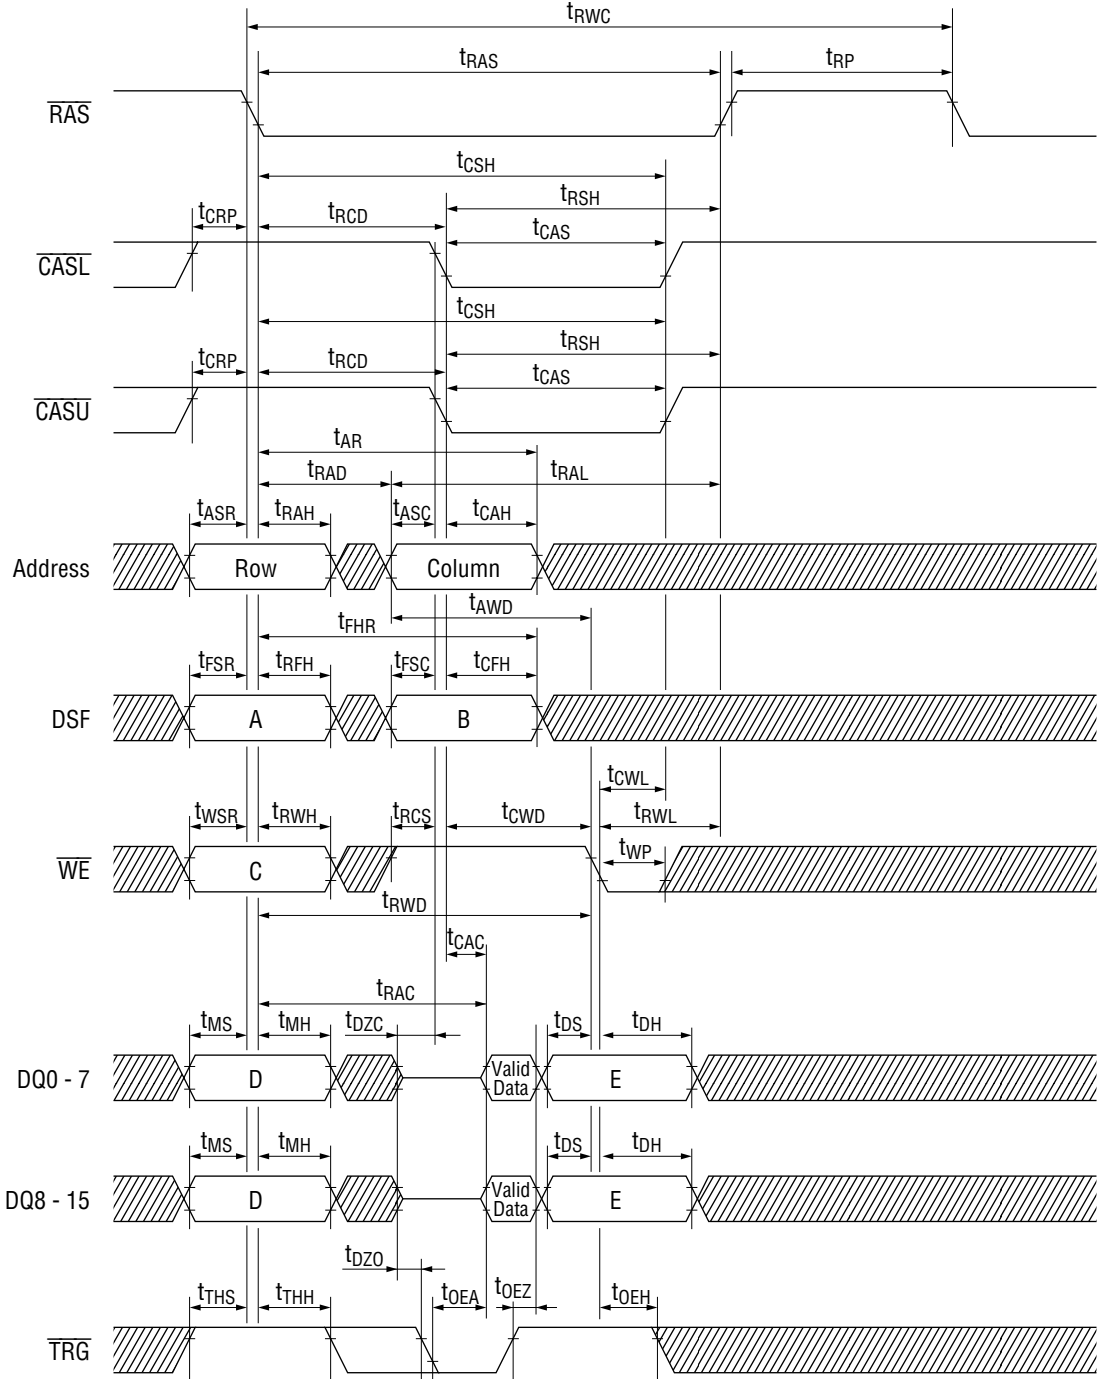 tRWC
tRAS tRP
RAS
tCSH
tRSH
tCRP tRCD tCAS
CASL
tCSH
tRSH
tCRP tRCD tCAS
CASU
tAR
tRAD tRAL
tASR tRAH tASC tCAH
Address Row Column
tAWD
tFHR
tFSR tRFH tFSC tCFH
DSF A B
tCWL
tWSR tRWH tRCS tCWD tRWL
tWP
WE C
tRWD
tCAC
tRAC
tMS tMH tDZC tDS tDH
DQ0 - 7 D Valid Data E
tMS tMH tDS tDH
DQ8 - 15 D Valid Data E
tDZO
tTHS tTHH tOEA tOEZ tOEH
TRG